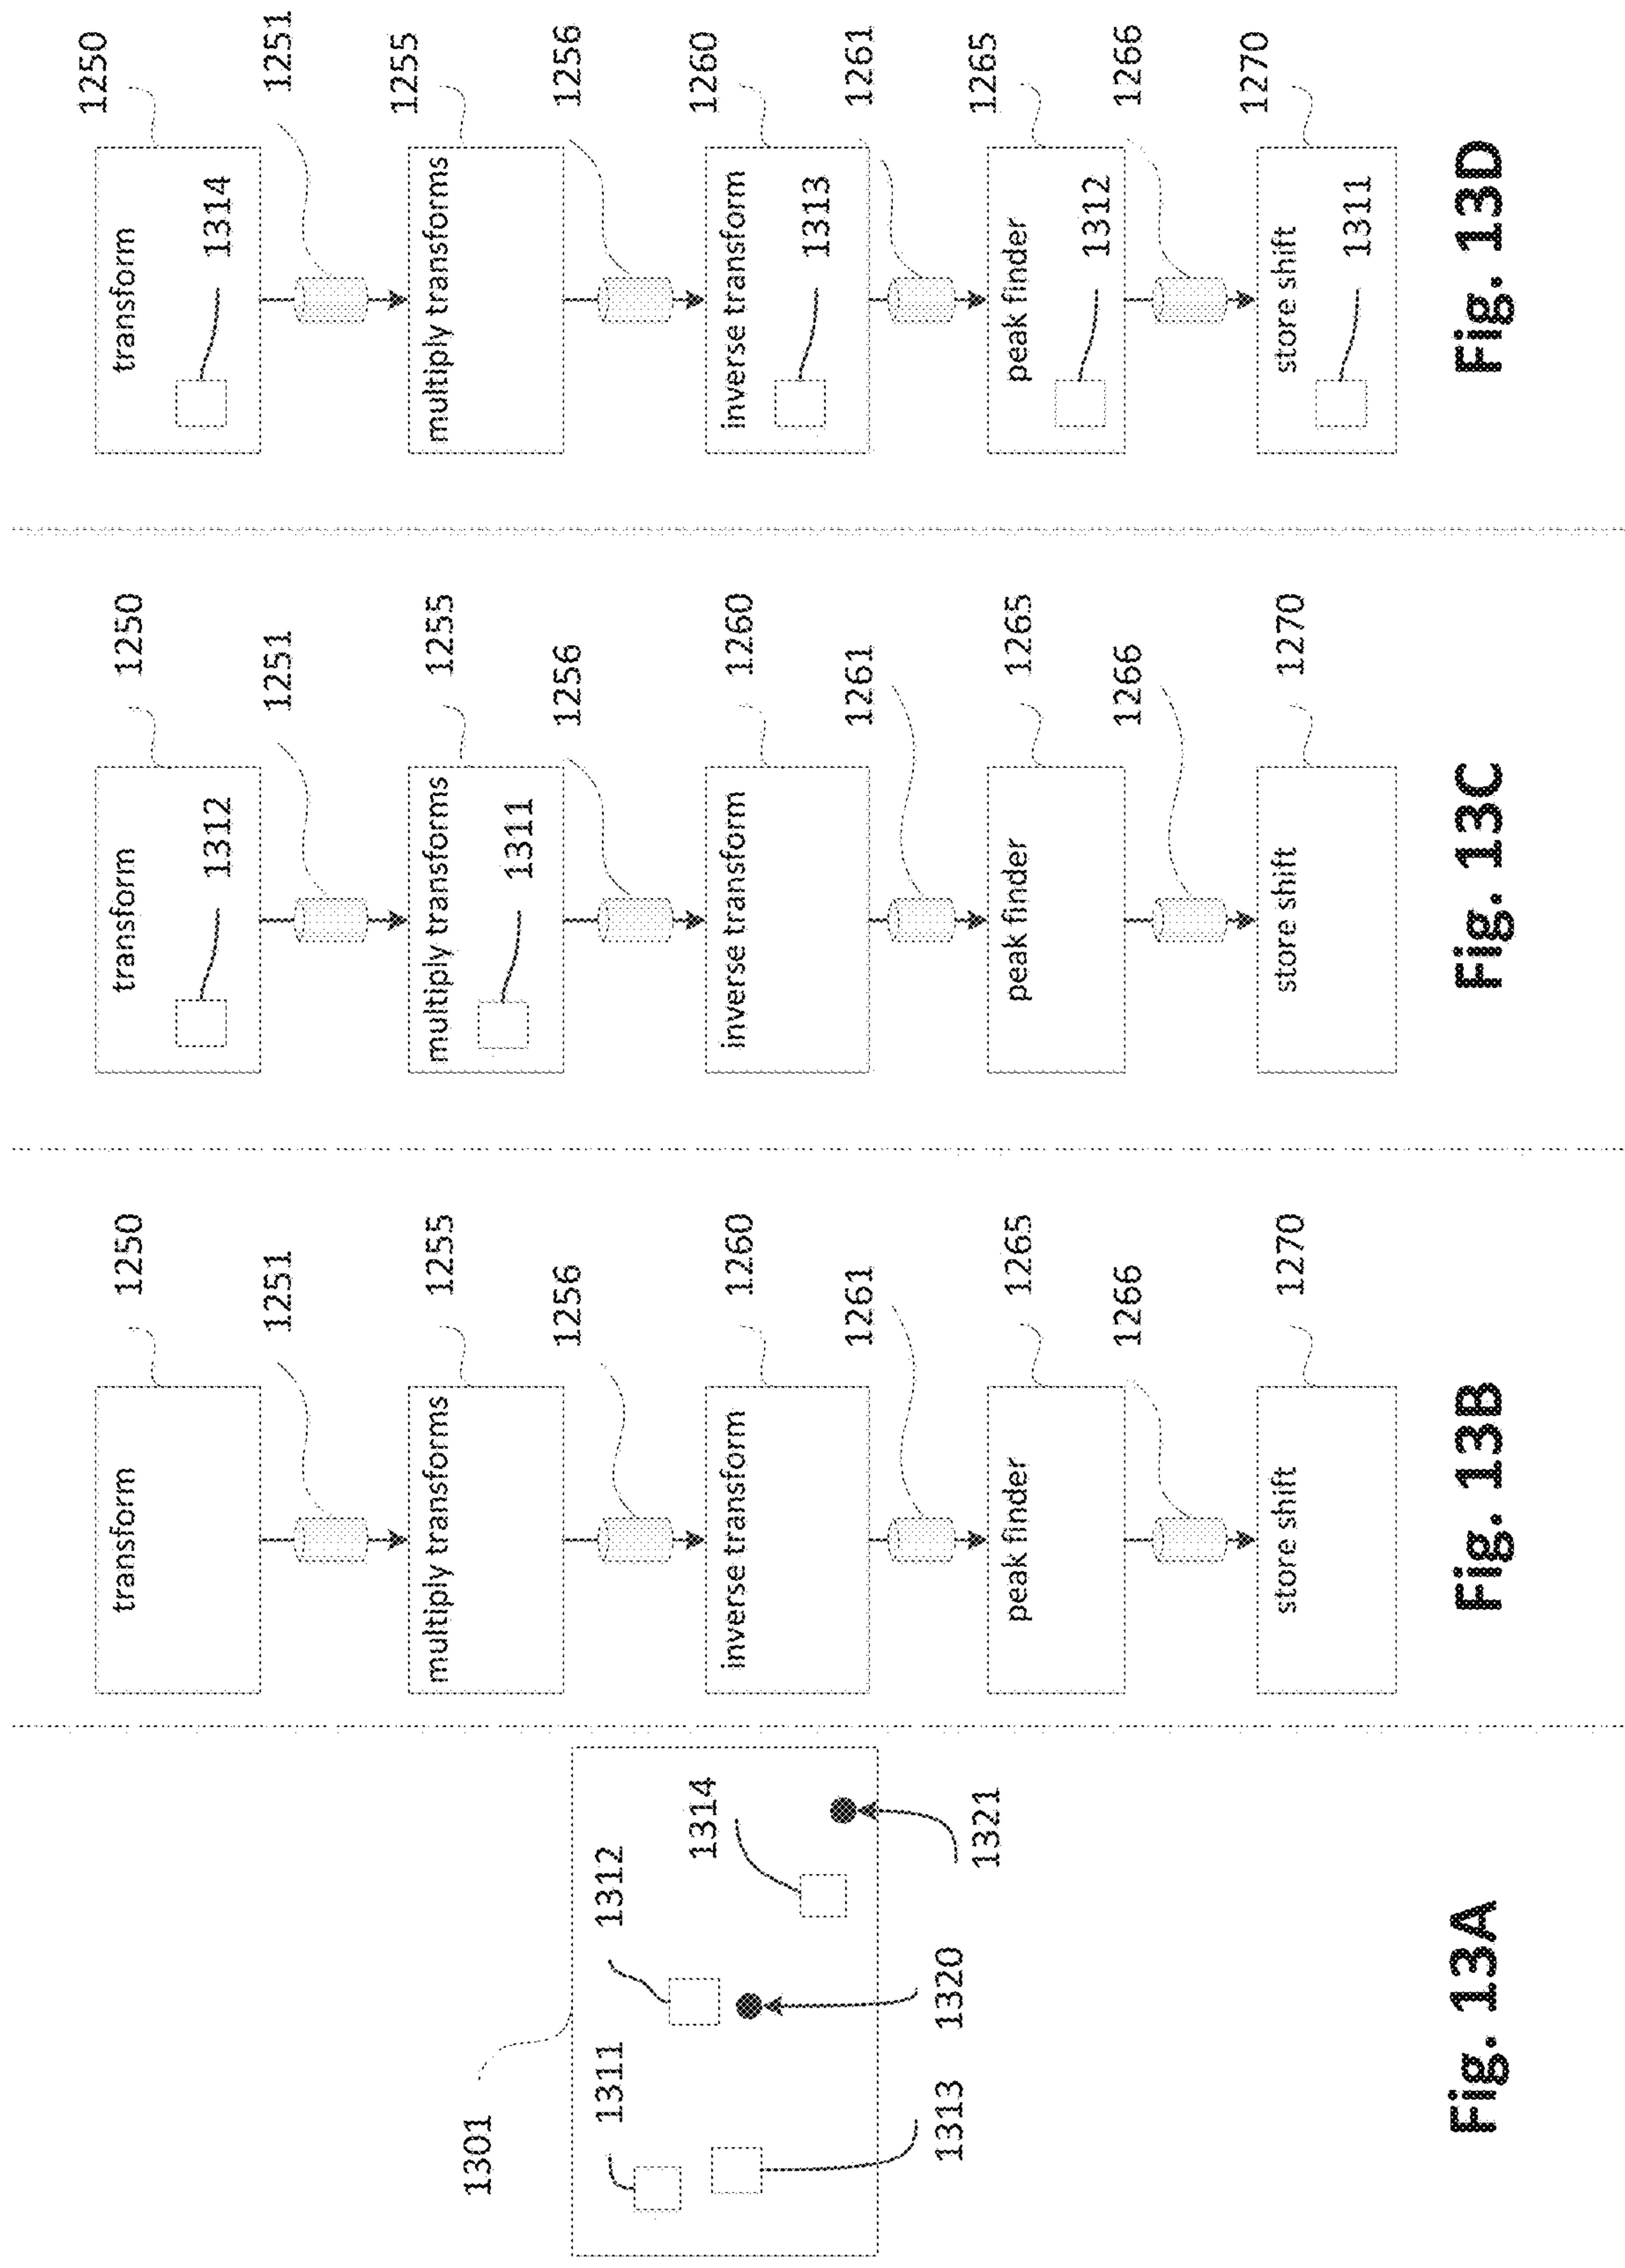 1301
1311
1312
1314
1313
1320
1321
Fig. 13A
transform
1250
1251
multiply transforms
1255
1256
inverse transform
1260
1261
peak finder
1265
1266
store shift
1270
Fig. 13B
transform
1250
1312
1251
multiply transforms
1255
1311
1256
inverse transform
1260
1261
peak finder
1265
1266
store shift
1270
Fig. 13C
transform
1250
1314
1251
multiply transforms
1255
1256
inverse transform
1260
1313
1261
peak finder
1265
1312
1266
store shift
1270
1311
Fig. 13D